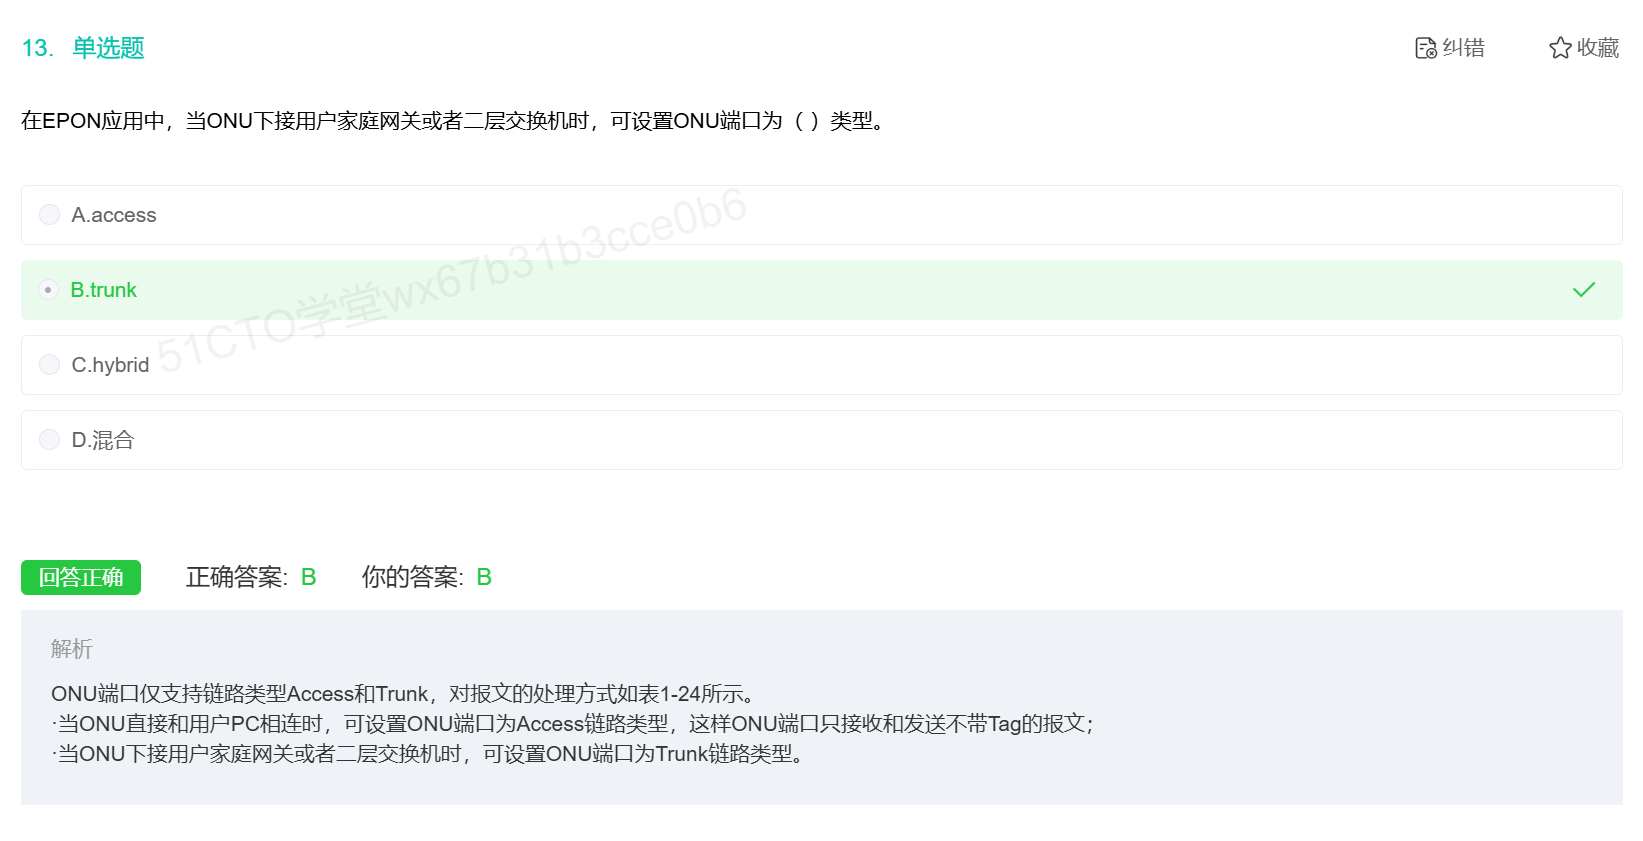 13. 单选题
纠错
收藏
在EPON应用中，当ONU下接用户家庭网关或者二层交换机时，可设置ONU端口为（ ）类型。
A.access
B.trunk
C.hybrid
D.混合
51CTO学堂wx67b31b3cce0b6
回答正确 正确答案: B 你的答案: B
解析
ONU端口仅支持链路类型Access和Trunk，对报文的处理方式如表1-24所示。
·当ONU直接和用户PC相连时，可设置ONU端口为Access链路类型，这样ONU端口只接收和发送不带Tag的报文；
·当ONU下接用户家庭网关或者二层交换机时，可设置ONU端口为Trunk链路类型。